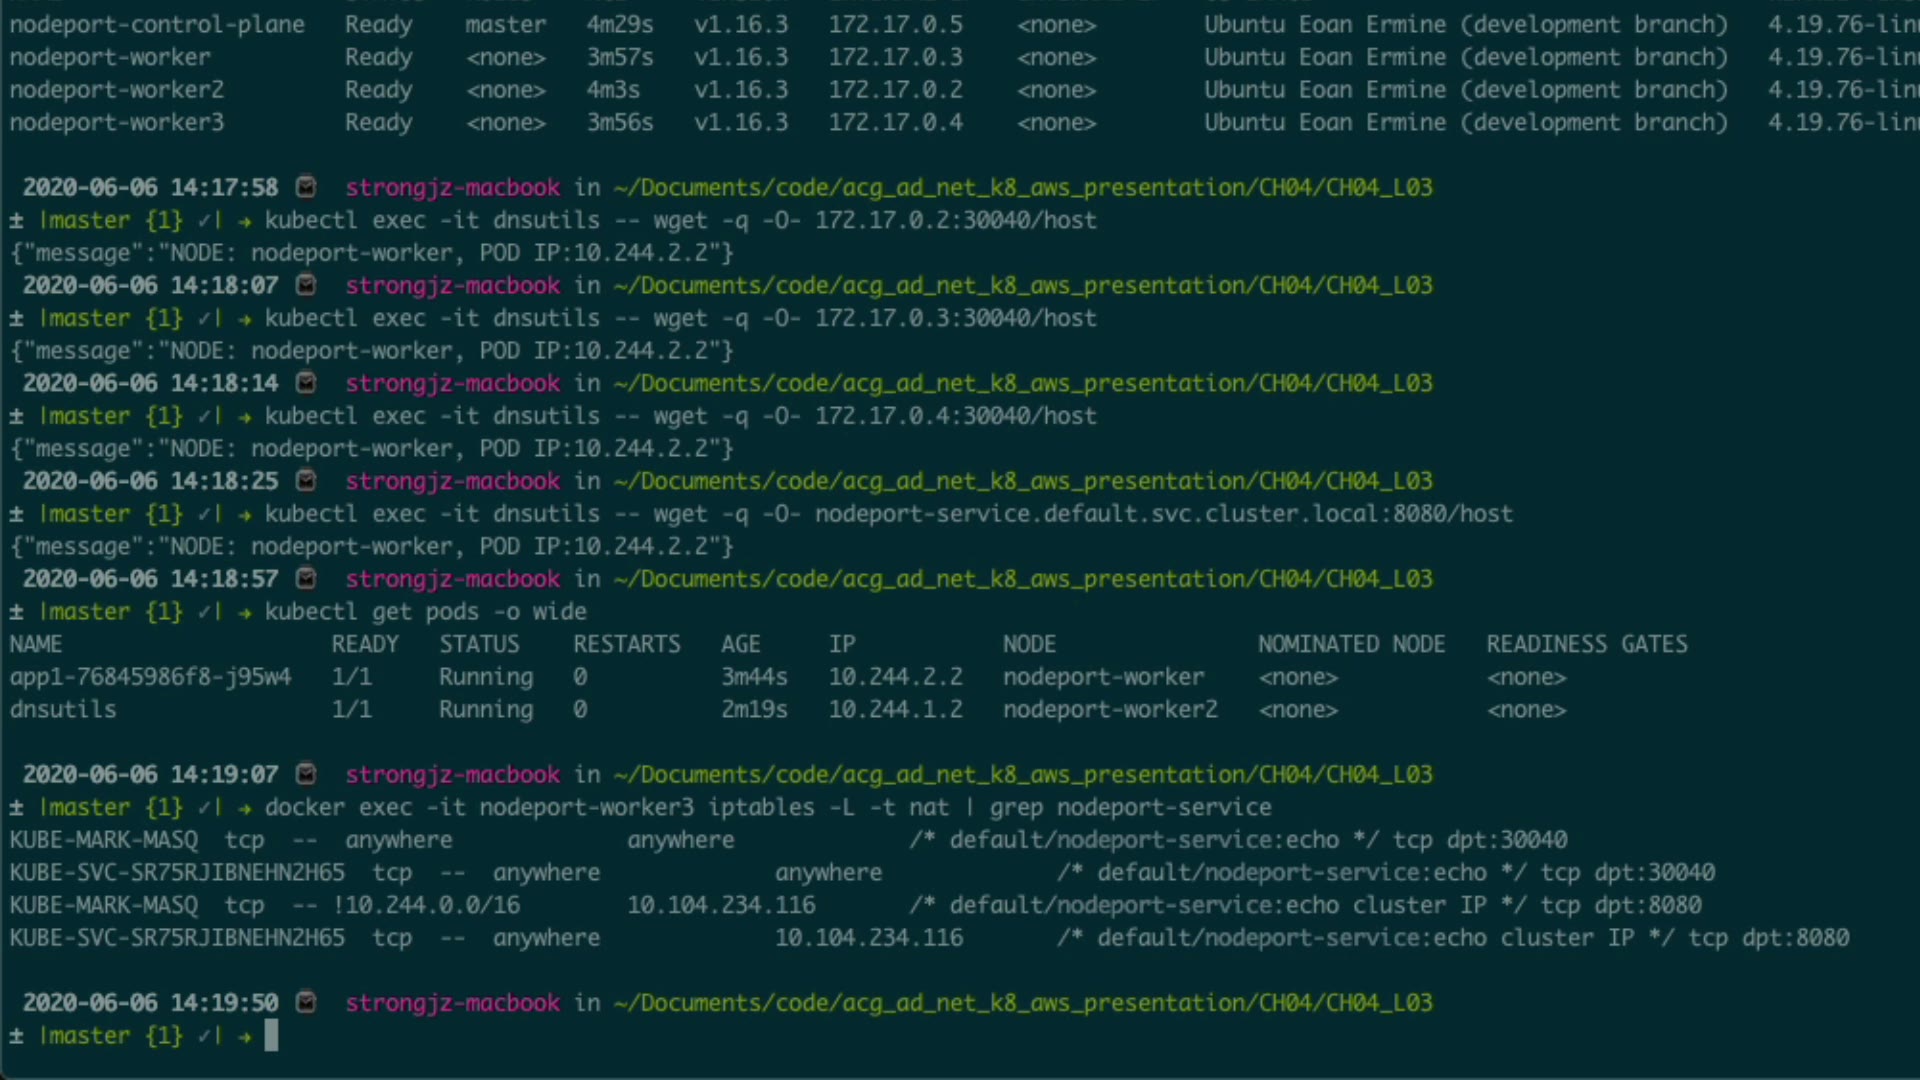 nodeport-control-plane Ready master 4m29s v1.16.3 172.17.0.5 <none> Ubuntu Eoan Ermine (development branch)
nodeport-worker Ready <none> 3m57s v1.16.3 172.17.0.3 <none> Ubuntu Eoan Ermine (development branch)
nodeport-worker2 Ready <none> 4m3s v1.16.3 172.17.0.2 <none> Ubuntu Eoan Ermine (development branch)
nodeport-worker3 Ready <none> 3m56s v1.16.3 172.17.0.4 <none> Ubuntu Eoan Ermine (development branch)
2020-06-06 14:17:58 strongjz-macbook in ~/Documents/code/acg_ad_net_k8_aws_presentation/CH04/CH04_L03
± |master {1} ✓| → kubectl exec -it dnsutils -- wget -q -O- 172.17.0.2:30040/host
{"message":"NODE: nodeport-worker, POD IP:10.244.2.2"}
2020-06-06 14:18:07 strongjz-macbook in ~/Documents/code/acg_ad_net_k8_aws_presentation/CH04/CH04_L03
± |master {1} ✓| → kubectl exec -it dnsutils -- wget -q -O- 172.17.0.3:30040/host
{"message":"NODE: nodeport-worker, POD IP:10.244.2.2"}
2020-06-06 14:18:14 strongjz-macbook in ~/Documents/code/acg_ad_net_k8_aws_presentation/CH04/CH04_L03
± |master {1} ✓| → kubectl exec -it dnsutils -- wget -q -O- 172.17.0.4:30040/host
{"message":"NODE: nodeport-worker, POD IP:10.244.2.2"}
2020-06-06 14:18:25 strongjz-macbook in ~/Documents/code/acg_ad_net_k8_aws_presentation/CH04/CH04_L03
± |master {1} ✓| → kubectl exec -it dnsutils -- wget -q -O- nodeport-service.default.svc.cluster.local:8080/host
{"message":"NODE: nodeport-worker, POD IP:10.244.2.2"}
2020-06-06 14:18:57 strongjz-macbook in ~/Documents/code/acg_ad_net_k8_aws_presentation/CH04/CH04_L03
± |master {1} ✓| → kubectl get pods -o wide
NAME READY STATUS RESTARTS AGE IP NODE NOMINATED NODE READINESS GATES
app1-76845986f8-j95w4 1/1 Running 0 3m44s 10.244.2.2 nodeport-worker <none> <none>
dnsutils 1/1 Running 0 2m19s 10.244.1.2 nodeport-worker2 <none> <none>
2020-06-06 14:19:07 strongjz-macbook in ~/Documents/code/acg_ad_net_k8_aws_presentation/CH04/CH04_L03
± |master {1} ✓| → docker exec -it nodeport-worker3 iptables -L -t nat | grep nodeport-service
KUBE-MARK-MASQ tcp -- anywhere anywhere /* default/nodeport-service:echo */ tcp dpt:30040
KUBE-SVC-SR75RJIBNEHN2H65 tcp -- anywhere anywhere /* default/nodeport-service:echo */ tcp dpt:30040
KUBE-MARK-MASQ tcp -- !10.244.0.0/16 10.104.234.116 /* default/nodeport-service:echo cluster IP */ tcp dpt:8080
KUBE-SVC-SR75RJIBNEHN2H65 tcp -- anywhere 10.104.234.116 /* default/nodeport-service:echo cluster IP */ tcp dpt:8080
2020-06-06 14:19:50 strongjz-macbook in ~/Documents/code/acg_ad_net_k8_aws_presentation/CH04/CH04_L03
± |master {1} ✓| →